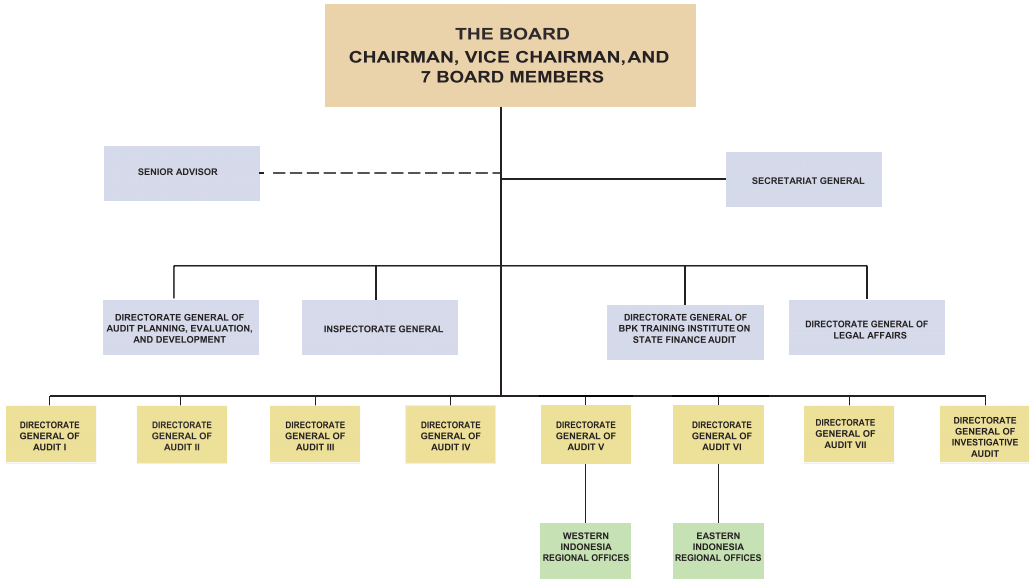 THE BOARD
CHAIRMAN, VICE CHAIRMAN, AND
7 BOARD MEMBERS
SENIOR ADVISOR
SECRETARIAT GENERAL
DIRECTORATE GENERAL OF
AUDIT PLANNING, EVALUATION,
AND DEVELOPMENT
INSPECTORATE GENERAL
DIRECTORATE GENERAL OF
BPK TRAINING INSTITUTE ON
STATE FINANCE AUDIT
DIRECTORATE GENERAL OF
LEGAL AFFAIRS
DIRECTORATE
GENERAL OF
AUDIT I
DIRECTORATE
GENERAL OF
AUDIT II
DIRECTORATE
GENERAL OF
AUDIT III
DIRECTORATE
GENERAL OF
AUDIT IV
DIRECTORATE
GENERAL OF
AUDIT V
DIRECTORATE
GENERAL OF
AUDIT VI
DIRECTORATE
GENERAL OF
AUDIT VII
DIRECTORATE
GENERAL OF
INVESTIGATIVE
AUDIT
WESTERN
INDONESIA
REGIONAL OFFICES
EASTERN
INDONESIA
REGIONAL OFFICES